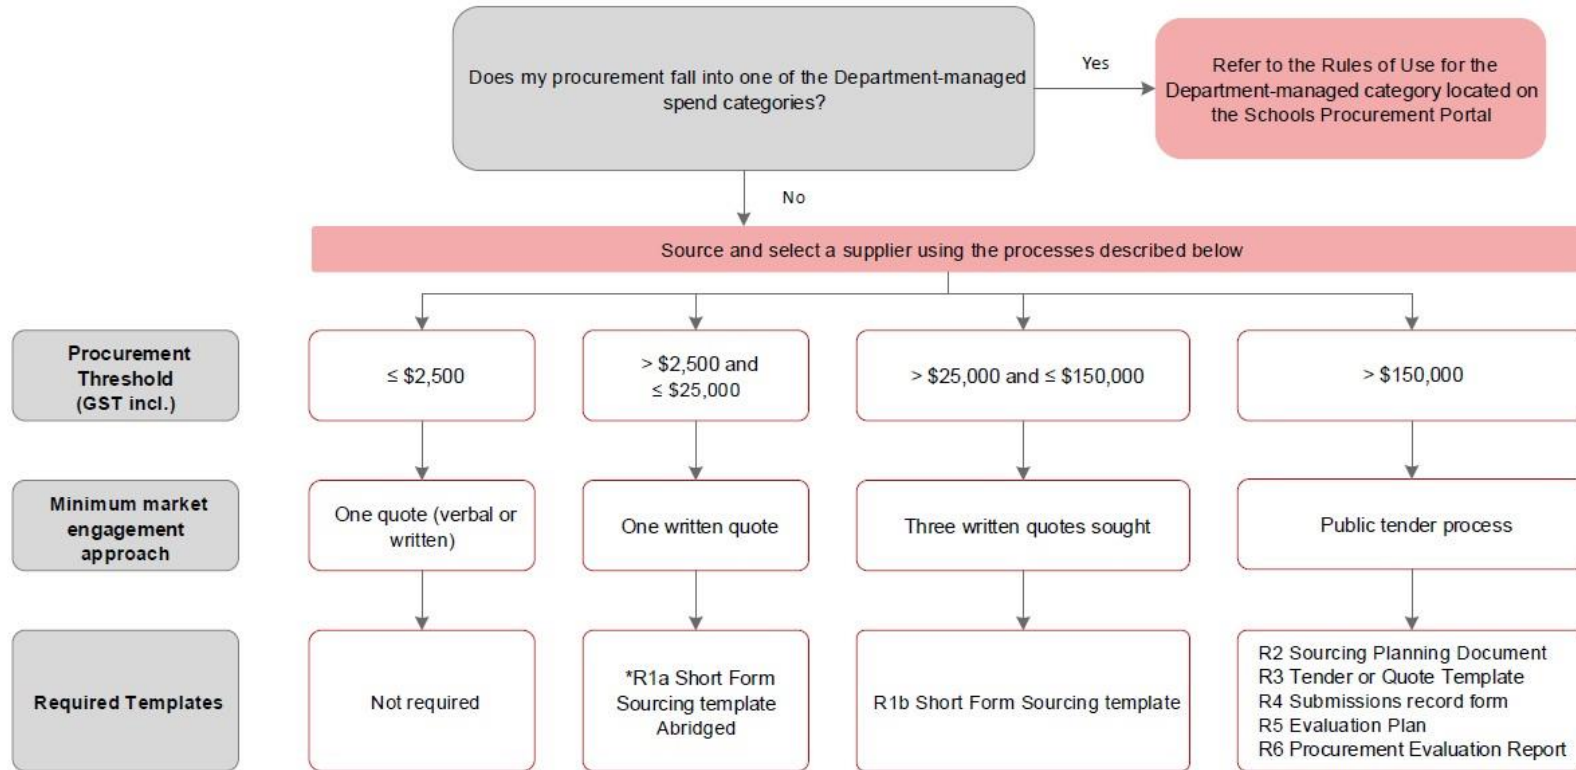 Does my procurement fall into one of the Department-managed
spend categories?
Yes
Refer to the Rules of Use for the
Department-managed category located on
the Schools Procurement Portal
No
Source and select a supplier using the processes described below
Procurement
Threshold
(GST incl.)
≤ $2,500
> $2,500 and
≤ $25,000
> $25,000 and ≤ $150,000
> $150,000
Minimum market
engagement
approach
One quote (verbal or
written)
One written quote
Three written quotes sought
Public tender process
Required Templates
Not required
*R1a Short Form
Sourcing template
Abridged
R1b Short Form Sourcing template
R2 Sourcing Planning Document
R3 Tender or Quote Template
R4 Submissions record form
R5 Evaluation Plan
R6 Procurement Evaluation Report